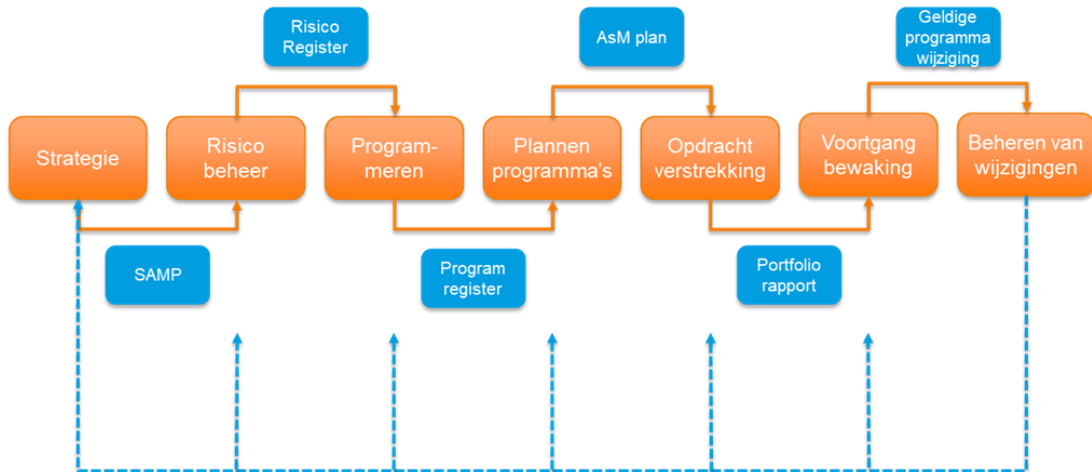 Risico
Register
AsM plan
Geldige
programma
wijziging
Strategie
Risico
beheer
Program-
meren
Plannen
programma's
Opdracht
verstrekking
Voortgang
bewaking
Beheren van
wijzigingen
SAMP
Program
register
Portfolio
rapport